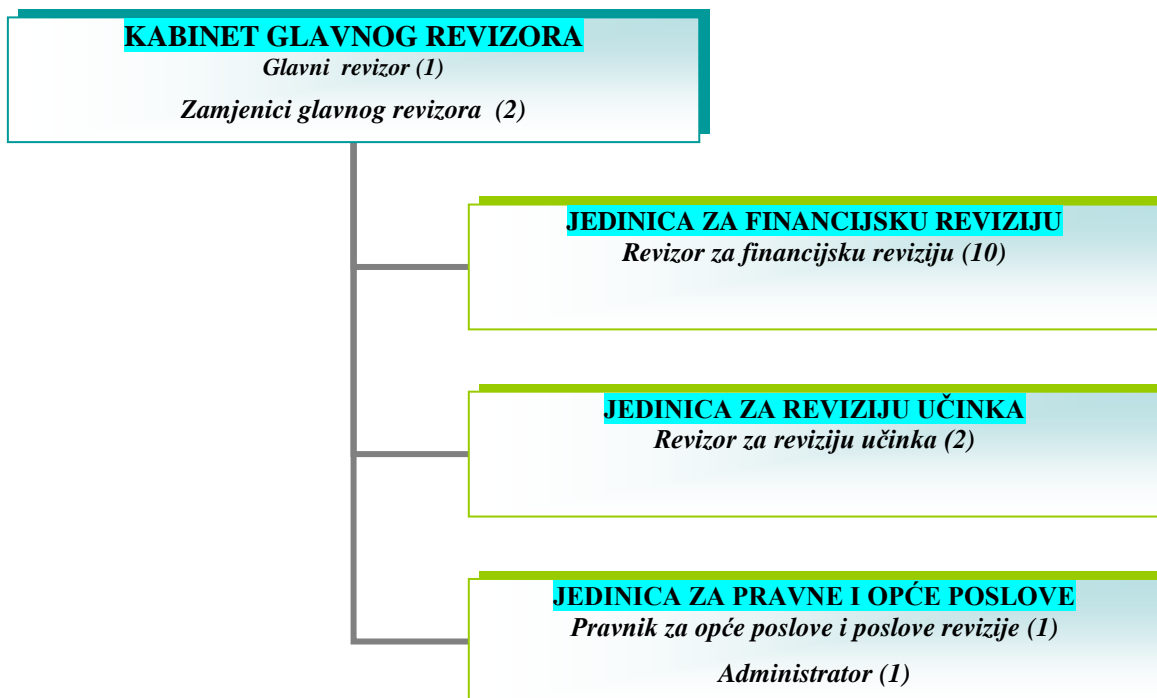 KABINET GLAVNOG REVIZORA
Glavni revizor (1)
Zamjenici glavnog revizora (2)
JEDINICA ZA FINANCIJSKU REVIZIJU
Revizor za financijsku reviziju (10)
JEDINICA ZA REVIZIJU UČINKA
Revizor za reviziju učinka (2)
JEDINICA ZA PRAVNE I OPĆE POSLOVE
Pravnik za opće poslove i poslove revizije (1)
Administrator (1)